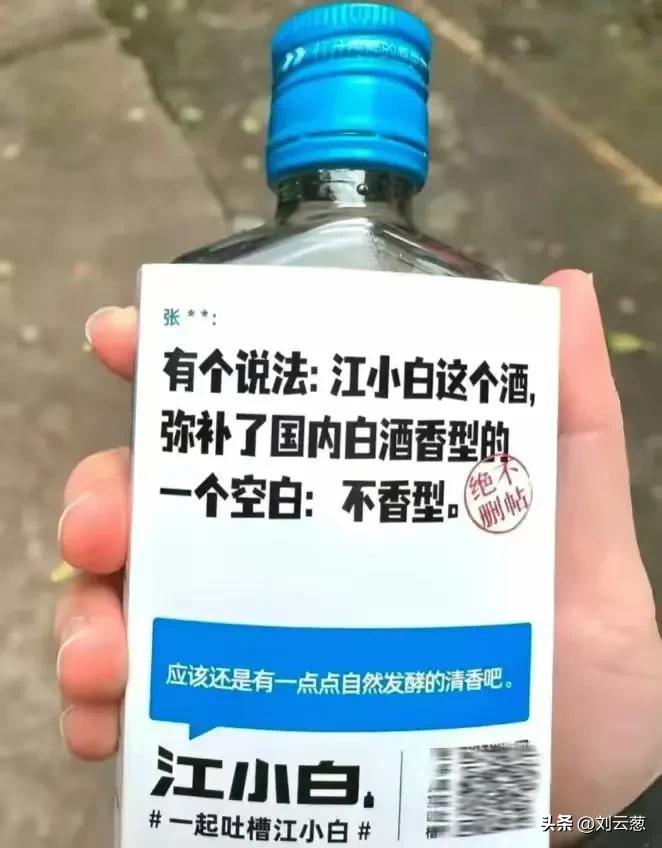 张 **:
有个说法: 江小白这个酒,
弥补了国内白酒香型的
一个空白: 不香型。
绝不
删帖
应该还是有一点点自然发酵的清香吧。
江小白.
# 一起吐槽江小白 #
头条 @刘云葱